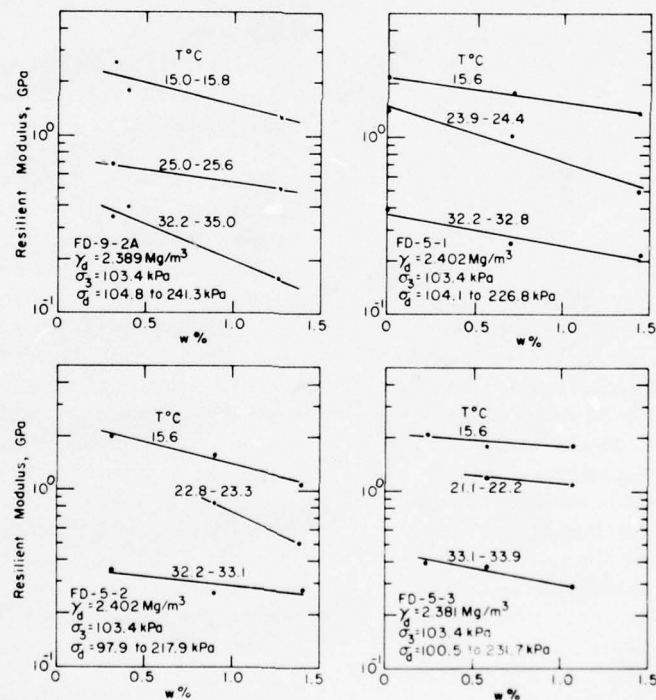 Resilient Modulus, GPa
10⁰
10⁻¹
T°C
15.0-15.8
25.0-25.6
32.2-35.0
FD-9-2A
γd = 2.389 Mg/m³
σ3 = 103.4 kPa
σd = 104.8 to 241.3 kPa
0 0.5 1.0 1.5
w%
Resilient Modulus, GPa
10⁰
10⁻¹
T°C
15.6
23.9-24.4
32.2-32.8
FD-5-1
γd = 2.402 Mg/m³
σ3 = 103.4 kPa
σd = 104.1 to 226.8 kPa
0 0.5 1.0 1.5
w%
Resilient Modulus, GPa
10⁰
10⁻¹
T°C
15.6
22.8-23.3
32.2-33.1
FD-5-2
γd = 2.402 Mg/m³
σ3 = 103.4 kPa
σd = 97.9 to 217.9 kPa
0 0.5 1.0 1.5
w%
Resilient Modulus, GPa
10⁰
10⁻¹
T°C
15.6
21.1-22.2
33.1-33.9
FD-5-3
γd = 2.381 Mg/m³
σ3 = 103.4 kPa
σd = 100.5 to 231.7 kPa
0 0.5 1.0 1.5
w%